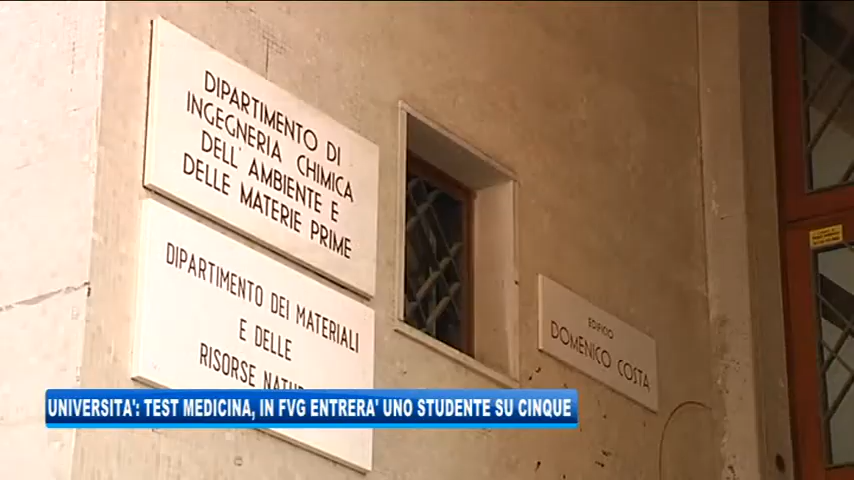 DIPARTIMENTO DI
INGEGNERIA CHIMICA
DELL'AMBIENTE E
DELLE MATERIE PRIME
DIPARTIMENTO DEI MATERIALI
E DELLE
RISORSE NATU
EDIFICIO
DOMENICO COSTA
UNIVERSITA': TEST MEDICINA, IN FVG ENTRERA' UNO STUDENTE SU CINQUE